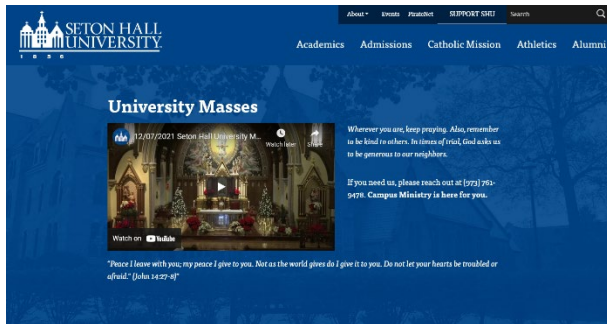 About Events PirateNet SUPPORT SHU Search
SETON HALL
UNIVERSITY.
1 8 5 6
Academics Admissions Catholic Mission Athletics Alumni
University Masses
12/07/2021 Seton Hall University M...
Watch later Share
Watch on YouTube
Wherever you are, keep praying. Also, remember
to be kind to others. In times of trial, God asks us
to be generous to our neighbors.
If you need us, please reach out at (973) 761-
9478. Campus Ministry is here for you.
"Peace I leave with you; my peace I give to you. Not as the world gives do I give it to you. Do not let your hearts be troubled or
afraid." (John 14:27-8)"